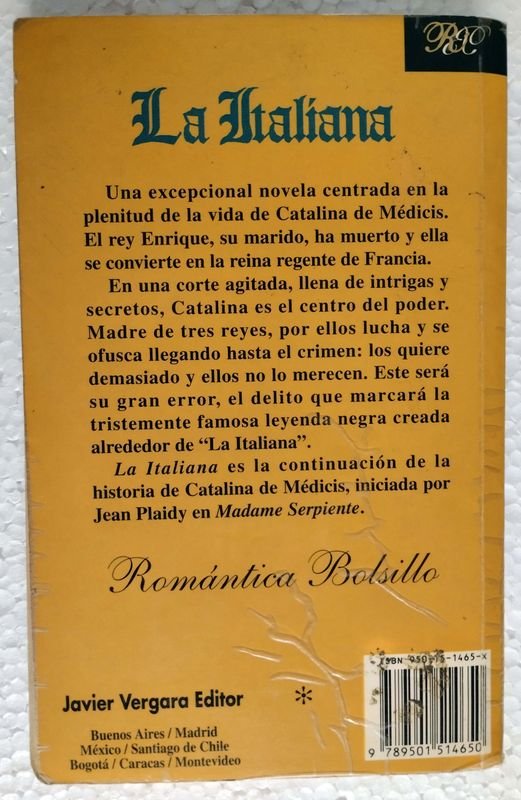 La Italiana
Una excepcional novela centrada en la
plenitud de la vida de Catalina de Médicis.
El rey Enrique, su marido, ha muerto y ella
se convierte en la reina regente de Francia.
En una corte agitada, llena de intrigas y
secretos, Catalina es el centro del poder.
Madre de tres reyes, por ellos lucha y se
ofusca llegando hasta el crimen: los quiere
demasiado y ellos no lo merecen. Este será
su gran error, el delito que marcará la
tristemente famosa leyenda negra creada
alrededor de “La Italiana”.
La Italiana es la continuación de la
historia de Catalina de Médicis, iniciada por
Jean Plaidy en Madame Serpiente.
Romántica Bolsillo
ISBN 950-15-1465-X
Javier Vergara Editor *
Buenos Aires / Madrid
México / Santiago de Chile
Bogotá / Caracas / Montevideo
9 789501 514650